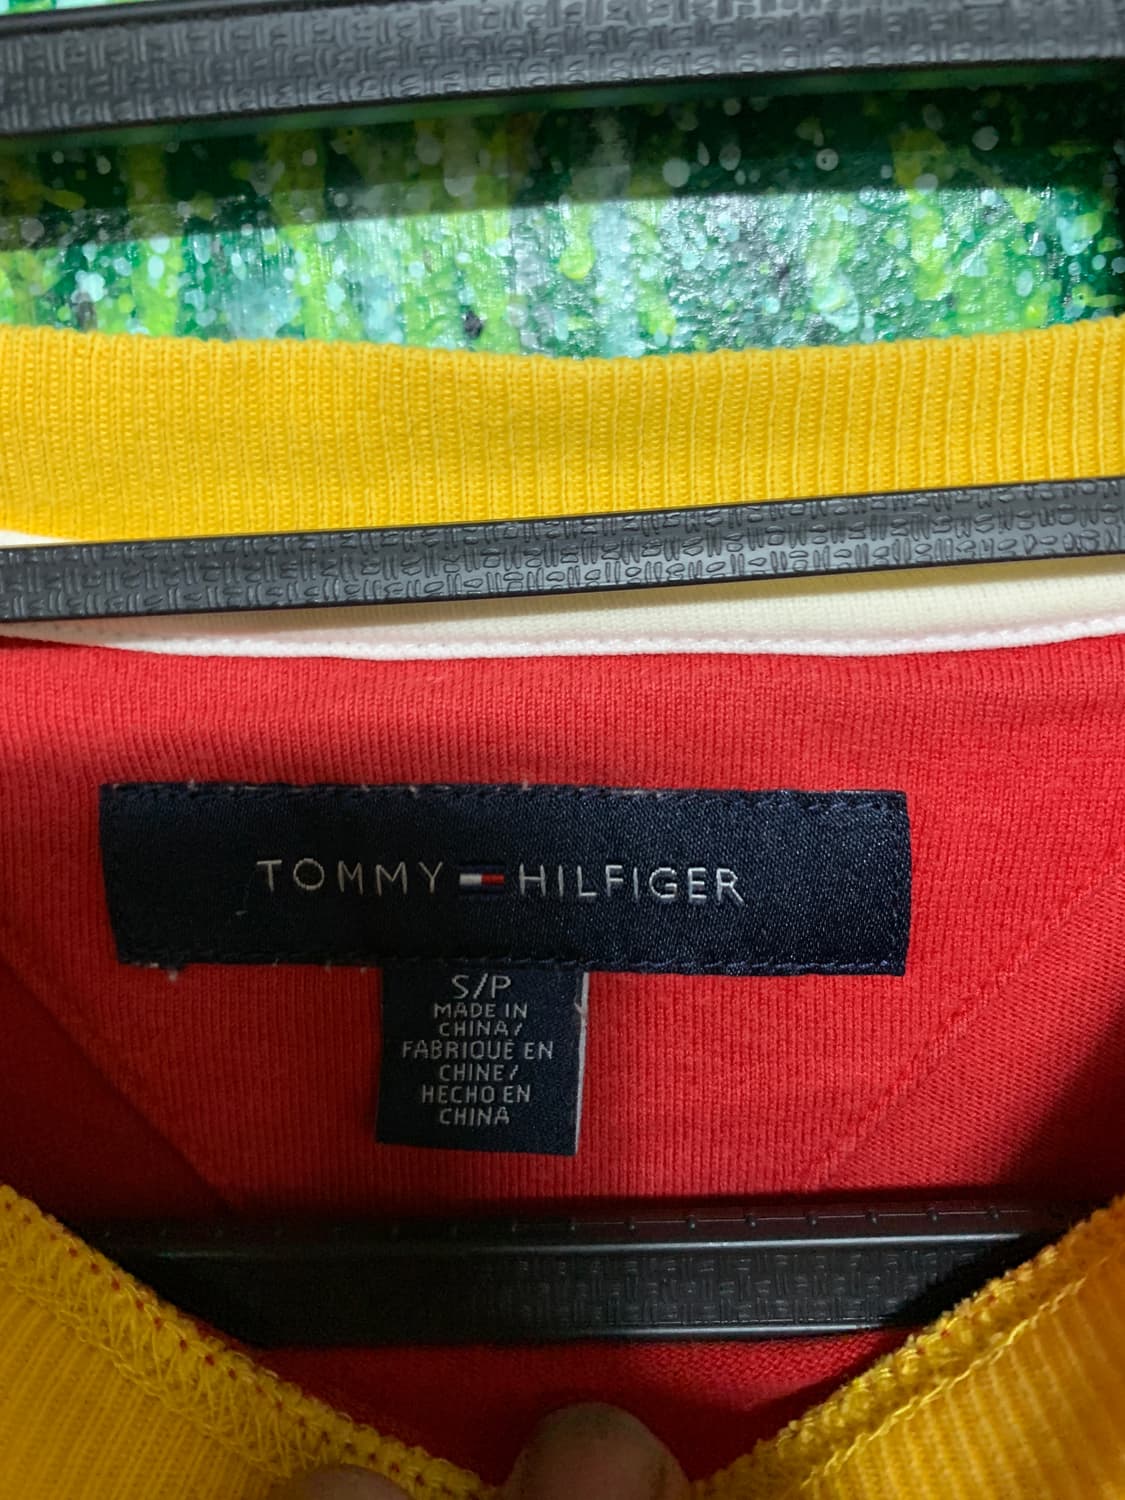 TOMMY HILFIGER
S/P
MADE IN
CHINA/
FABRIQUÉ EN
CHINE/
HECHO EN
CHINA